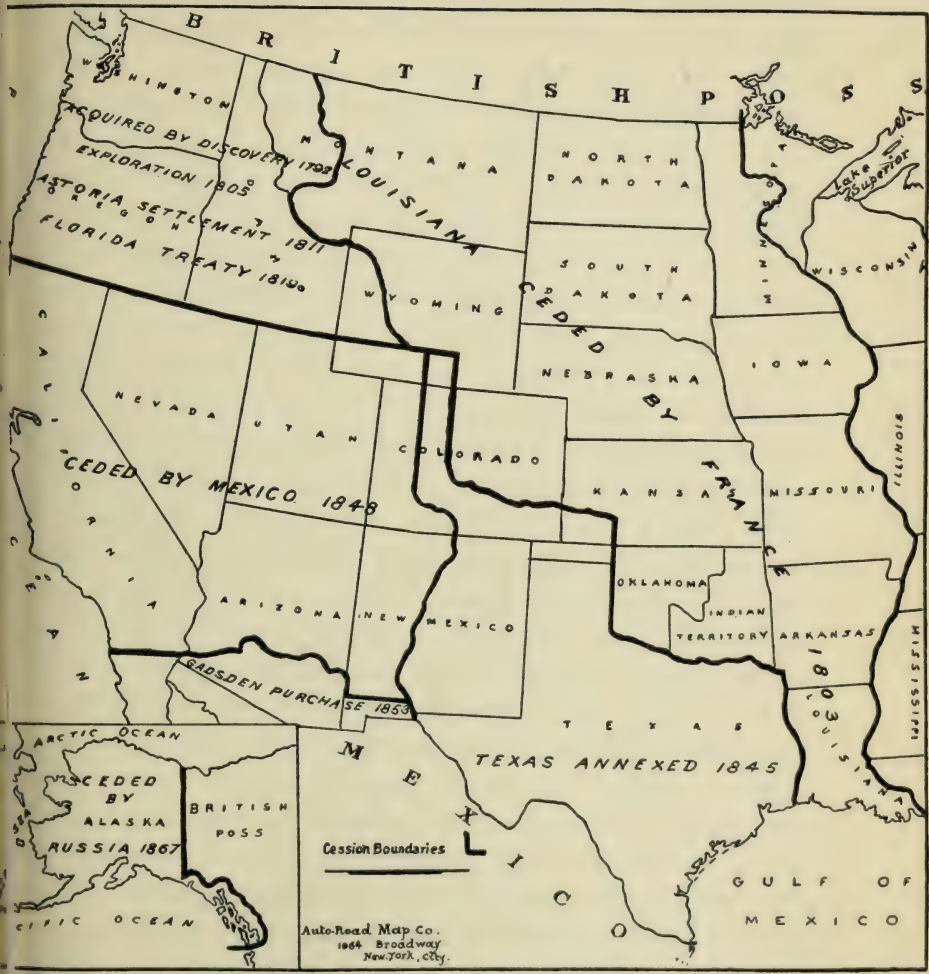 BRITISH POSS
WASHINGTON
ACQUIRED BY DISCOVERY 1792
EXPLORATION 1805
ASTORIA SETTLEMENT 1811
OREGON
FLORIDA TREATY 1819
MONTANA
NORTH
DAKOTA
MINNESOTA
Lake
Superior
WISCONSIN
LOUISIANA CEDED BY FRANCE 1803
WYOMING
SOUTH
DAKOTA
NEBRASKA
IOWA
CALIFORNIA
NEVADA
UTAH
COLORADO
KANSAS
MISSOURI
ILLINOIS
CEDED BY MEXICO 1848
OCEAN
ARIZONA
NEW MEXICO
OKLAHOMA
INDIAN
TERRITORY
ARKANSAS
MISSISSIPPI
GADSDEN PURCHASE 1853
TEXAS
TEXAS ANNEXED 1845
LOUISIANA
MEXICO
GULF OF
MEXICO
ARCTIC OCEAN
CEDED
BY
ALASKA
RUSSIA 1867
BRITISH
POSS
CIFIC OCEAN
Cession Boundaries
Auto-Road Map Co.
1964 Broadway
New.York, City.